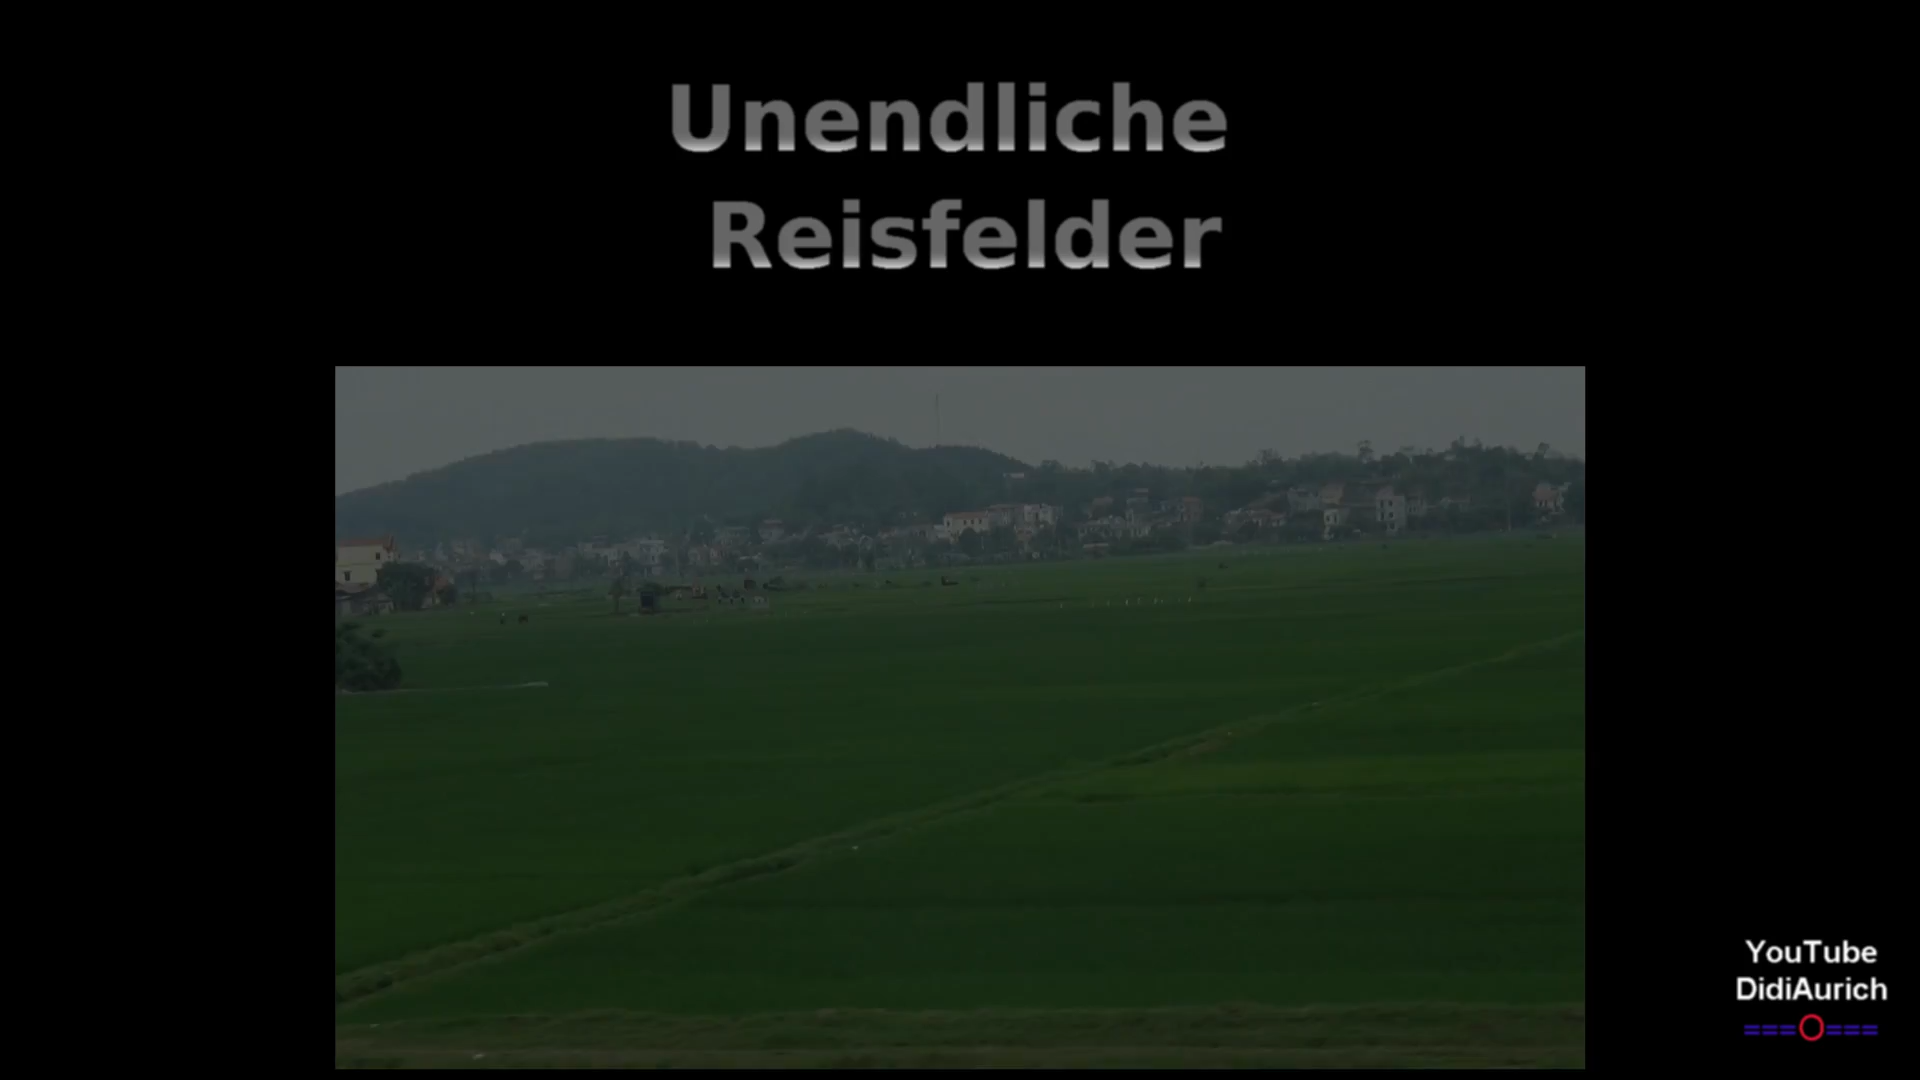 Unendliche
Reisfelder
YouTube
DidiAurich
===O===